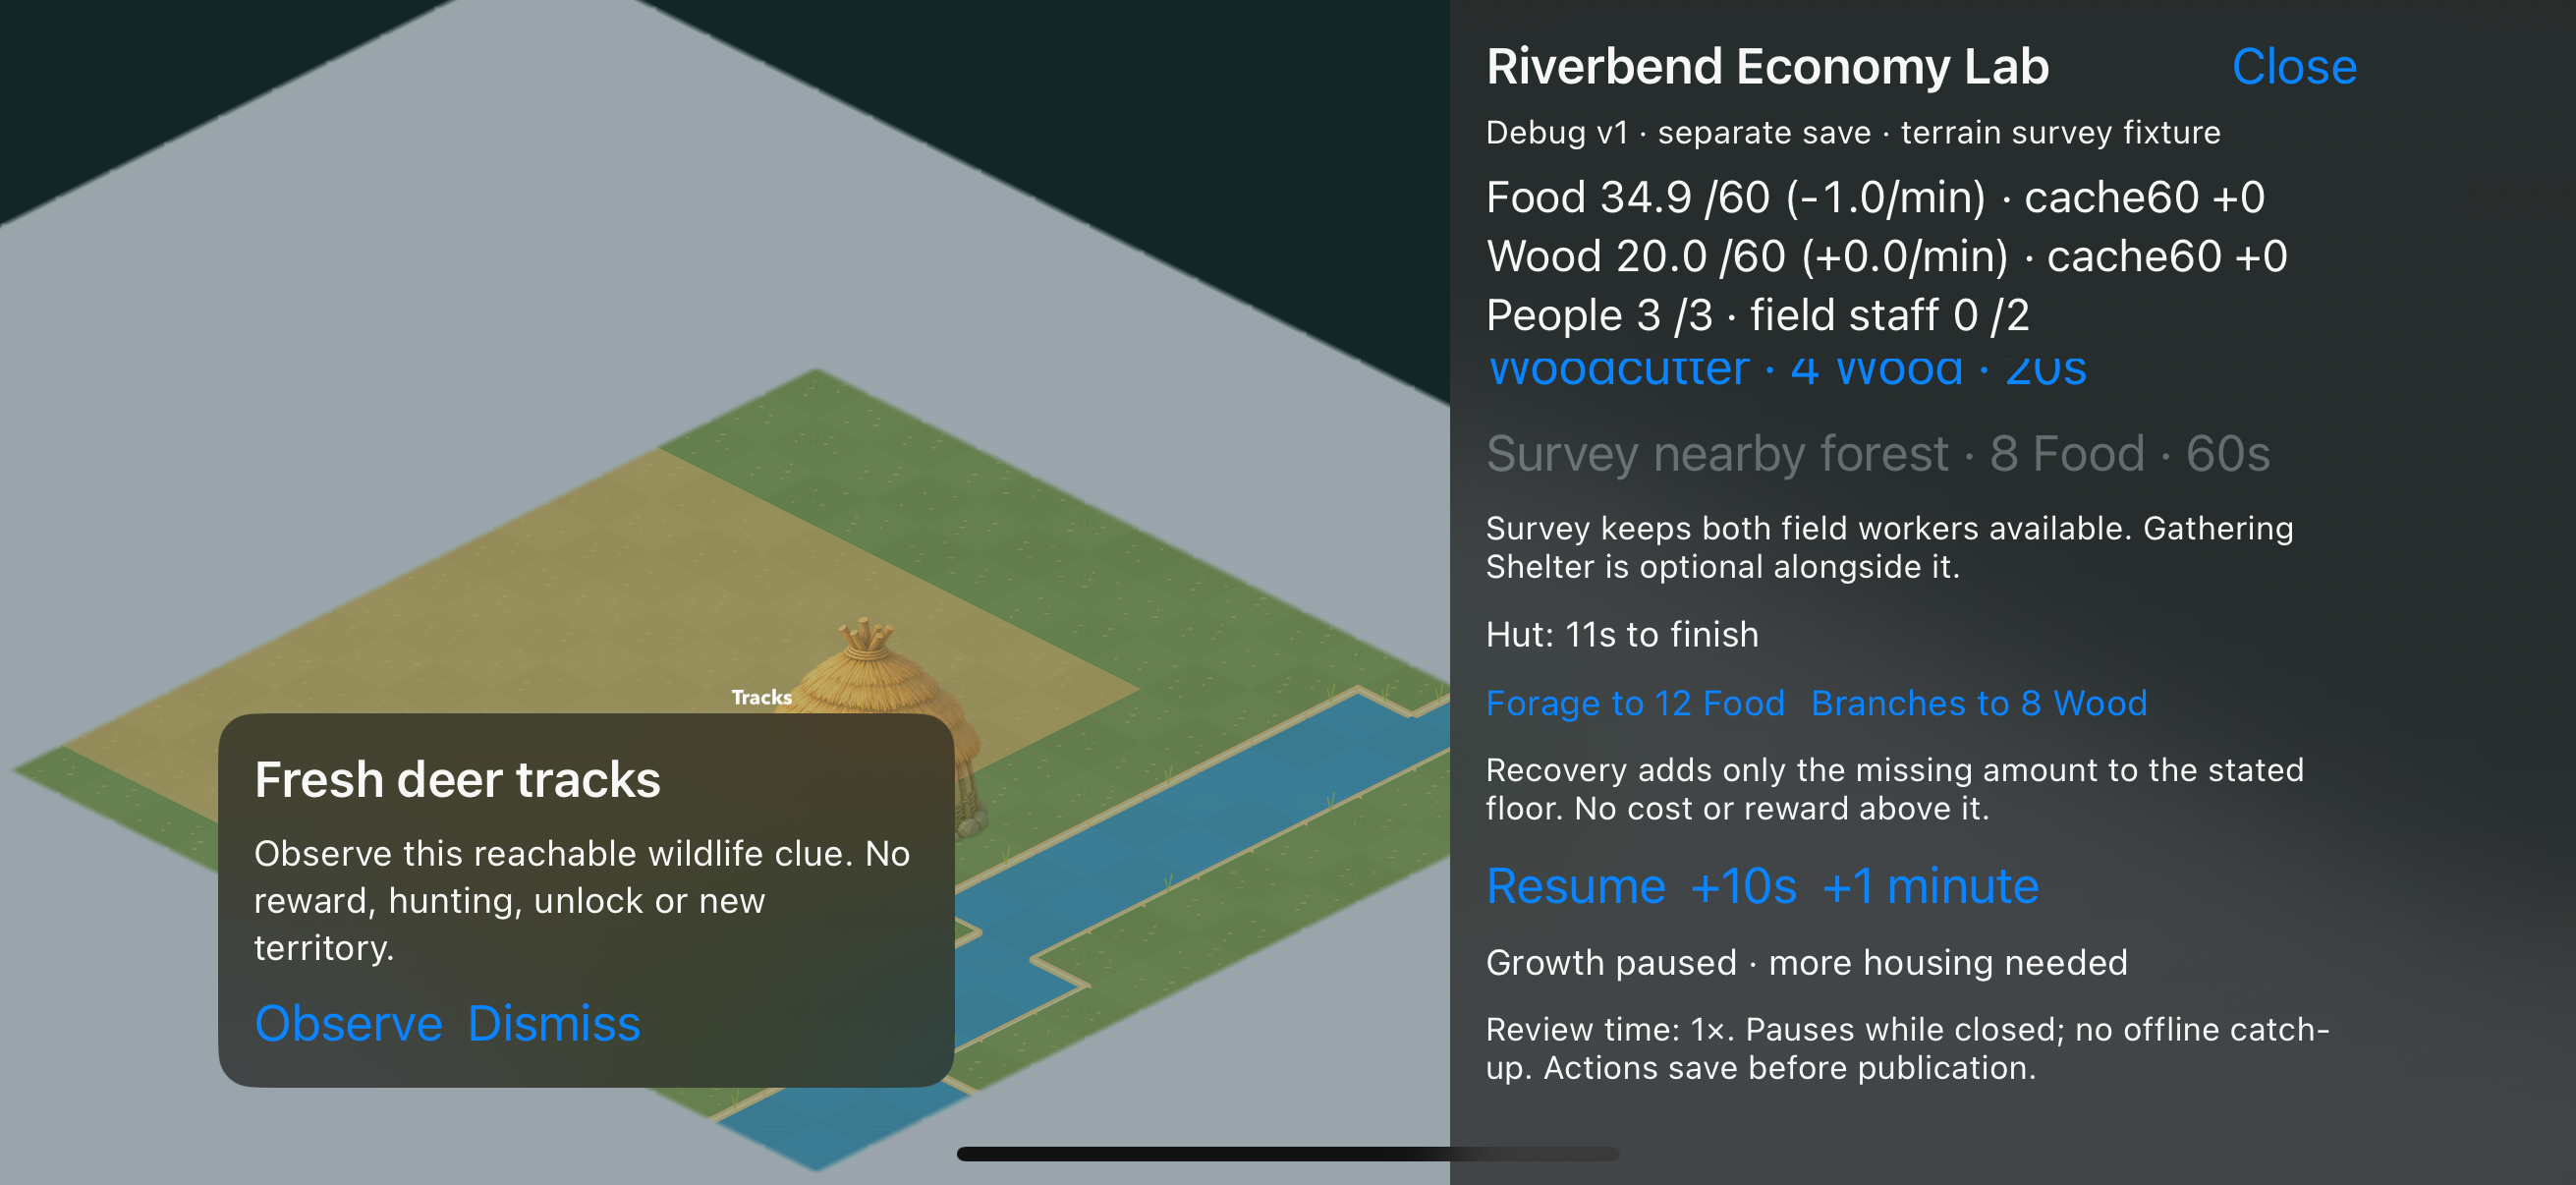 Riverbend Economy Lab
Close
Debug v1 · separate save · terrain survey fixture
Food 34.9 /60 (-1.0/min) · cache60 +0
Wood 20.0 /60 (+0.0/min) · cache60 +0
People 3 /3 · field staff 0 /2
Woodcutter · 4 Wood · 20s
Survey nearby forest · 8 Food · 60s
Survey keeps both field workers available. Gathering
Shelter is optional alongside it.
Hut: 11s to finish
Forage to 12 Food Branches to 8 Wood
Recovery adds only the missing amount to the stated
floor. No cost or reward above it.
Resume +10s +1 minute
Growth paused · more housing needed
Review time: 1×. Pauses while closed; no offline catch-
up. Actions save before publication.
Tracks
Fresh deer tracks
Observe this reachable wildlife clue. No
reward, hunting, unlock or new
territory.
Observe Dismiss